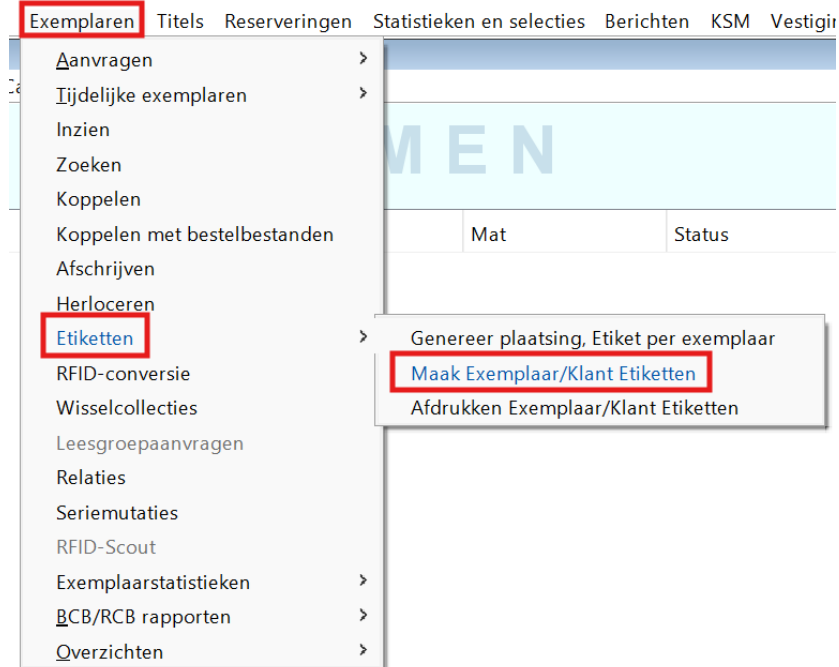 Exemplaren Titels Reserveringen Statistieken en selecties Berichten KSM
Aanvragen
Tijdelijke exemplaren
Inzien
Zoeken
Koppelen
Koppelen met bestelbestanden
Mat Status
Afschrijven
Herloceren
Etiketten
Genereer plaatsing, Etiket per exemplaar
RFID-conversie
Maak Exemplaar/Klant Etiketten
Wisselcollecties
Afdrukken Exemplaar/Klant Etiketten
Leesgroepaanvragen
Relaties
Seriemutaties
RFID-Scout
Exemplaarstatistieken
BCB/RCB rapporten
Overzichten